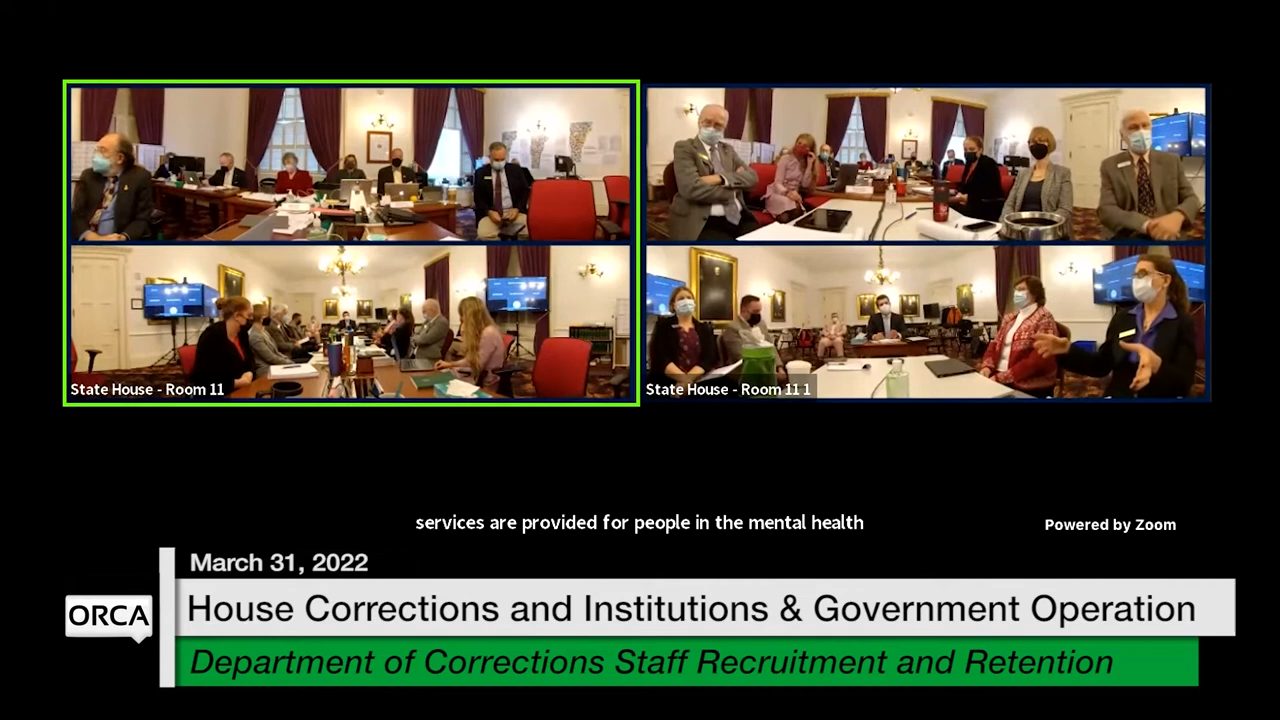 State House - Room 11
State House - Room 11 1
services are provided for people in the mental health
Powered by Zoom
March 31, 2022
ORCA
House Corrections and Institutions & Government Operation
Department of Corrections Staff Recruitment and Retention